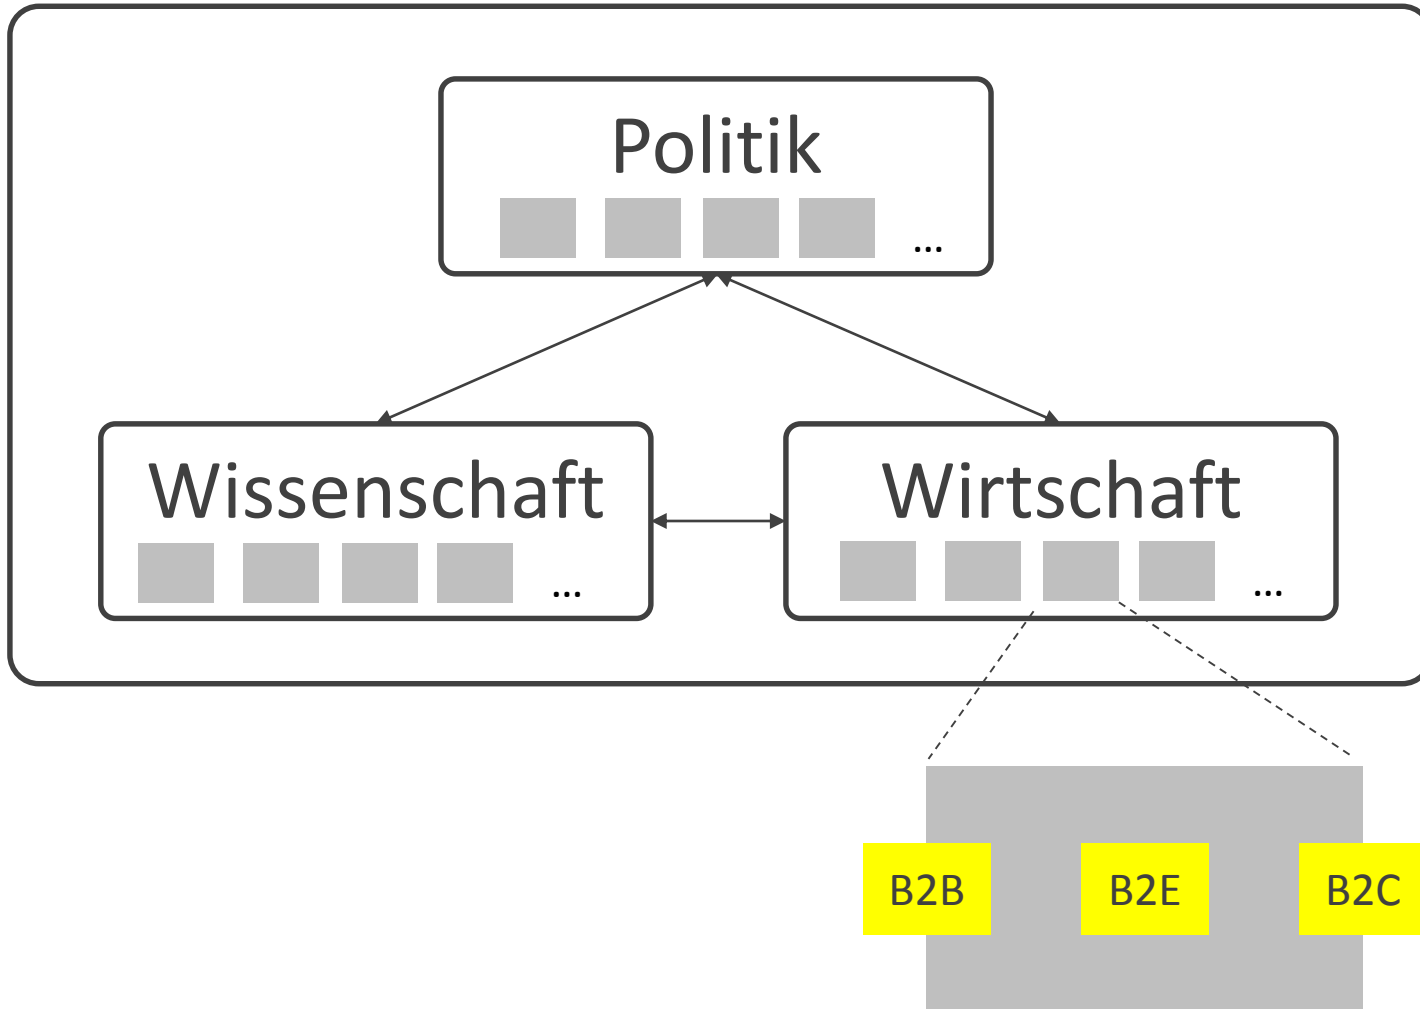 Politik
...
Wissenschaft
...
Wirtschaft
...
B2B
B2E
B2C